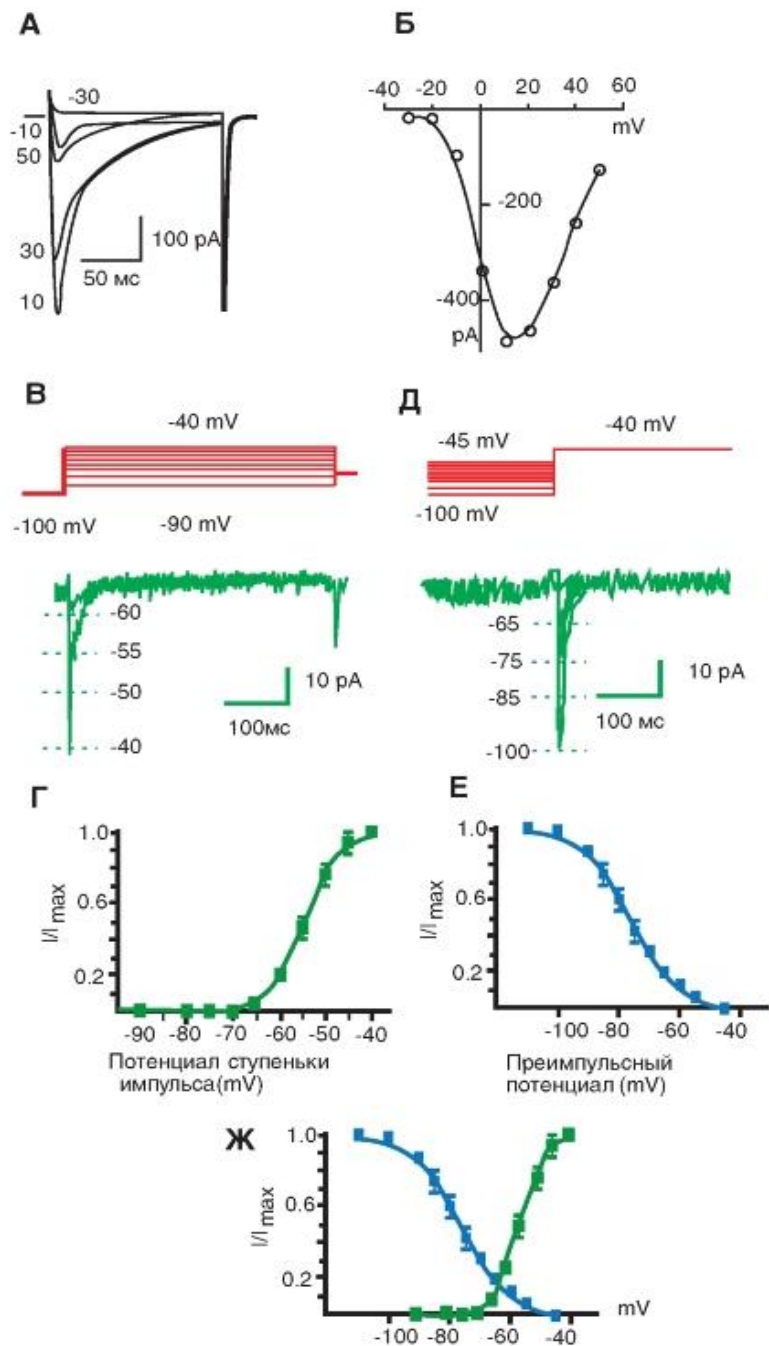 А
-30
-10
50
30
10
100 pA
50 мс
Б
-40 -20 0 20 40 60
mV
-200
-400
pA
В
-40 mV
-100 mV -90 mV
-60
-55
-50
-40
10 pA
100мс
Д
-45 mV
-40 mV
-100 mV
-65
-75
-85
-100
10 pA
100 мс
Г
1.0
0.6
0.2
I/Imax
-90 -80 -70 -60 -50 -40
Потенциал ступеньки
импульса(mV)
Е
1.0
0.6
0.2
I/Imax
-100 -80 -60 -40
Преимпульсный
потенциал (mV)
Ж
1.0
0.6
0.2
I/Imax
mV
-100 -80 -60 -40